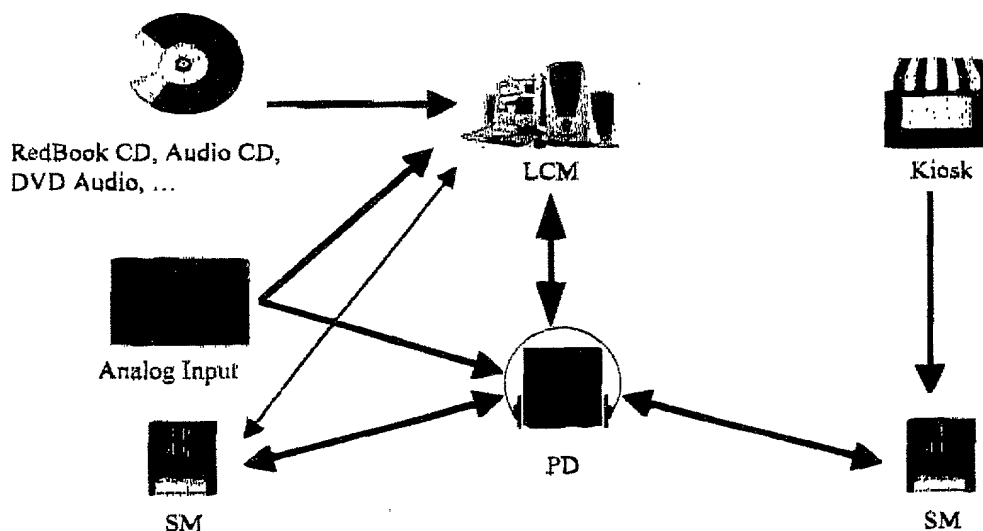 RedBook CD, Audio CD,
DVD Audio, ...
LCM
Kiosk
Analog Input
PD
SM
SM